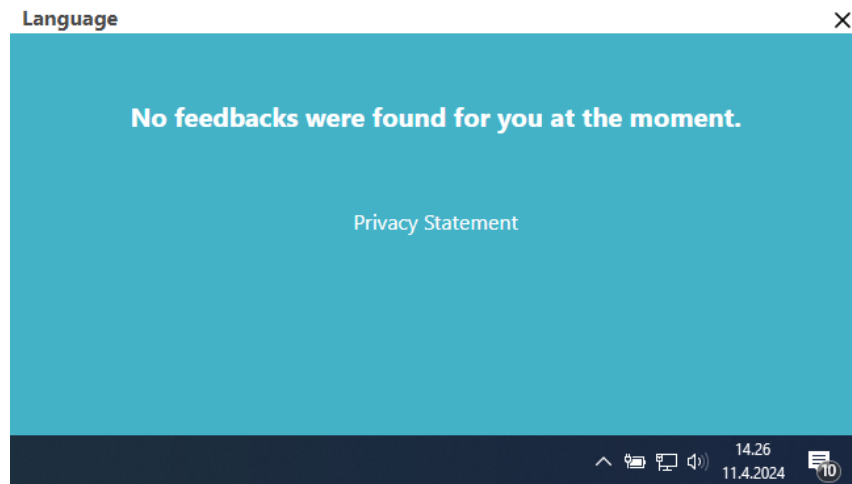 Language
No feedbacks were found for you at the moment.
Privacy Statement
14.26
11.4.2024
10